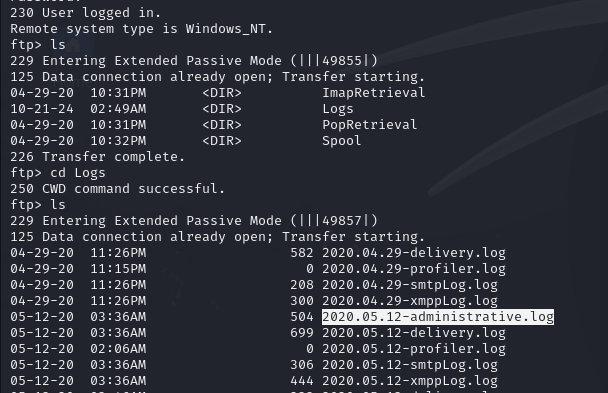 230 User logged in.
Remote system type is Windows_NT.
ftp> ls
229 Entering Extended Passive Mode (|||49855|)
125 Data connection already open; Transfer starting.
04-29-20  10:31PM       <DIR>          ImapRetrieval
10-21-24  02:49AM       <DIR>          Logs
04-29-20  10:31PM       <DIR>          PopRetrieval
04-29-20  10:32PM       <DIR>          Spool
226 Transfer complete.
ftp> cd Logs
250 CWD command successful.
ftp> ls
229 Entering Extended Passive Mode (|||49857|)
125 Data connection already open; Transfer starting.
04-29-20  11:26PM                  582 2020.04.29-delivery.log
04-29-20  11:15PM                    0 2020.04.29-profiler.log
04-29-20  11:26PM                  208 2020.04.29-smtpLog.log
04-29-20  11:26PM                  300 2020.04.29-xmppLog.log
05-12-20  03:36AM                  504 2020.05.12-administrative.log
05-12-20  03:36AM                  699 2020.05.12-delivery.log
05-12-20  02:06AM                    0 2020.05.12-profiler.log
05-12-20  03:36AM                  306 2020.05.12-smtpLog.log
05-12-20  03:36AM                  444 2020.05.12-xmppLog.log